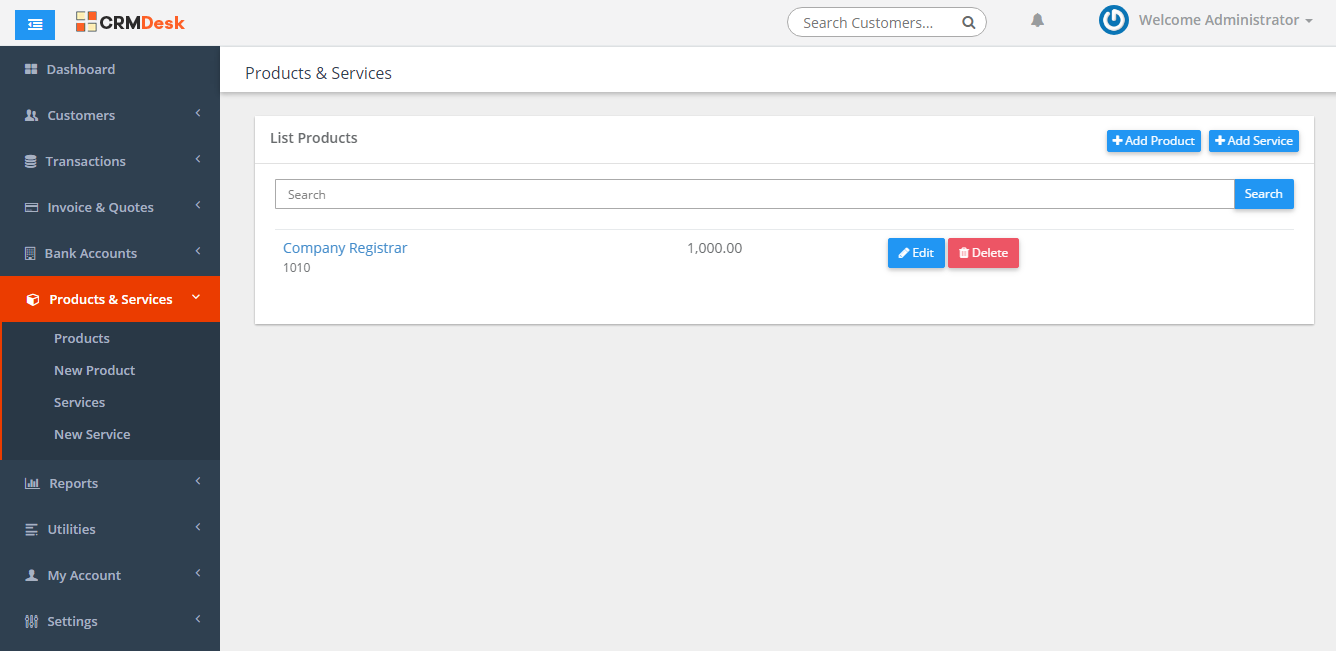 CRMDesk
Search Customers...
Welcome Administrator
Dashboard
Customers
Transactions
Invoice & Quotes
Bank Accounts
Products & Services
Products
New Product
Services
New Service
Reports
Utilities
My Account
Settings
Products & Services
List Products
Add Product
Add Service
Search
Search
Company Registrar
1,000.00
Edit
Delete
1010